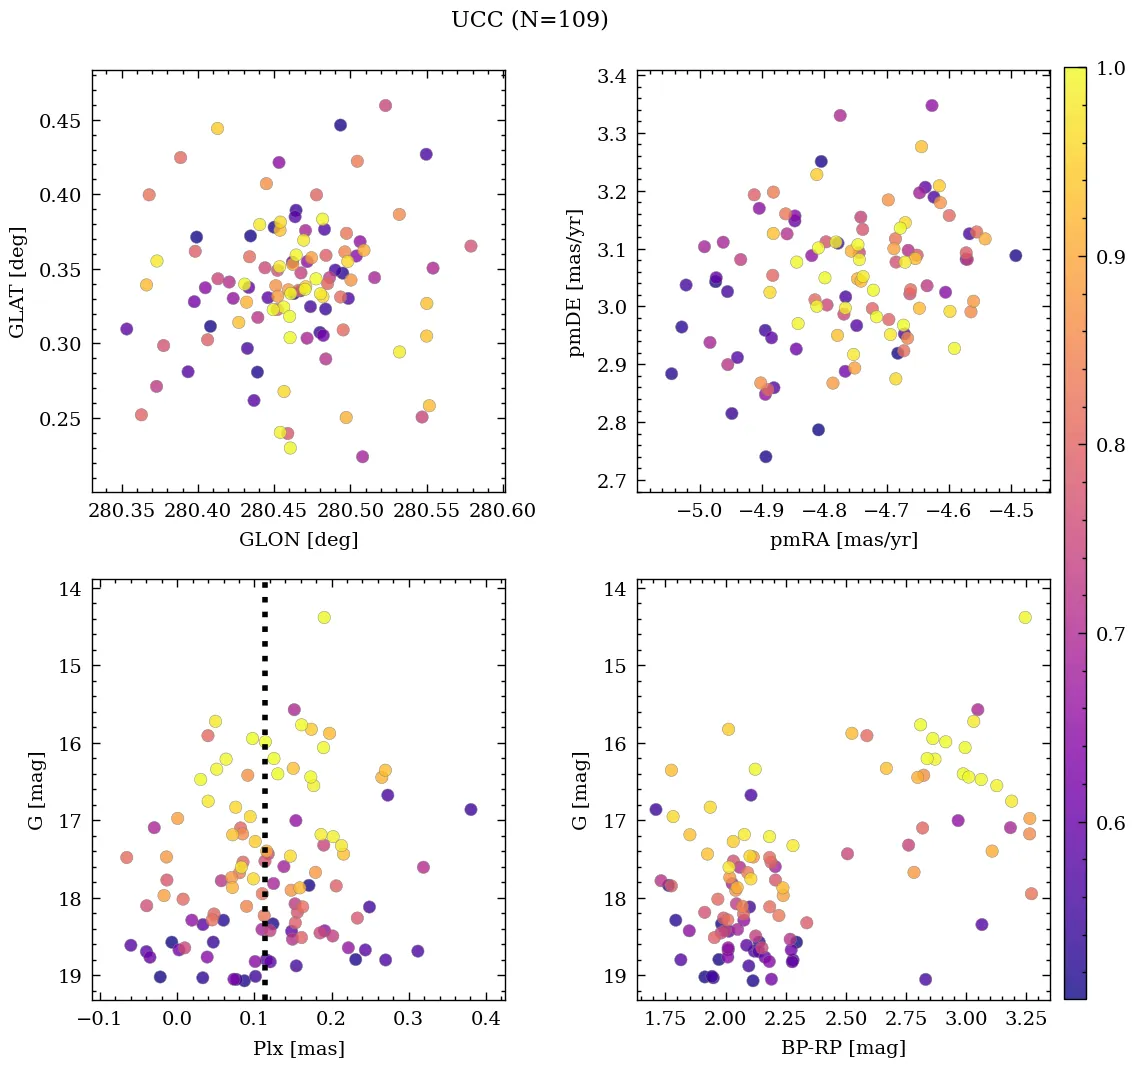 UCC (N=109)
0.45
0.40
0.35
0.30
0.25
GLAT [deg]
280.35 280.40 280.45 280.50 280.55 280.60
GLON [deg]
3.4
3.3
3.2
3.1
3.0
2.9
2.8
2.7
pmDE [mas/yr]
−5.0 −4.9 −4.8 −4.7 −4.6 −4.5
pmRA [mas/yr]
1.0
0.9
0.8
0.7
0.6
14
15
16
17
18
19
G [mag]
−0.1 0.0 0.1 0.2 0.3 0.4
Plx [mas]
14
15
16
17
18
19
G [mag]
1.75 2.00 2.25 2.50 2.75 3.00 3.25
BP-RP [mag]